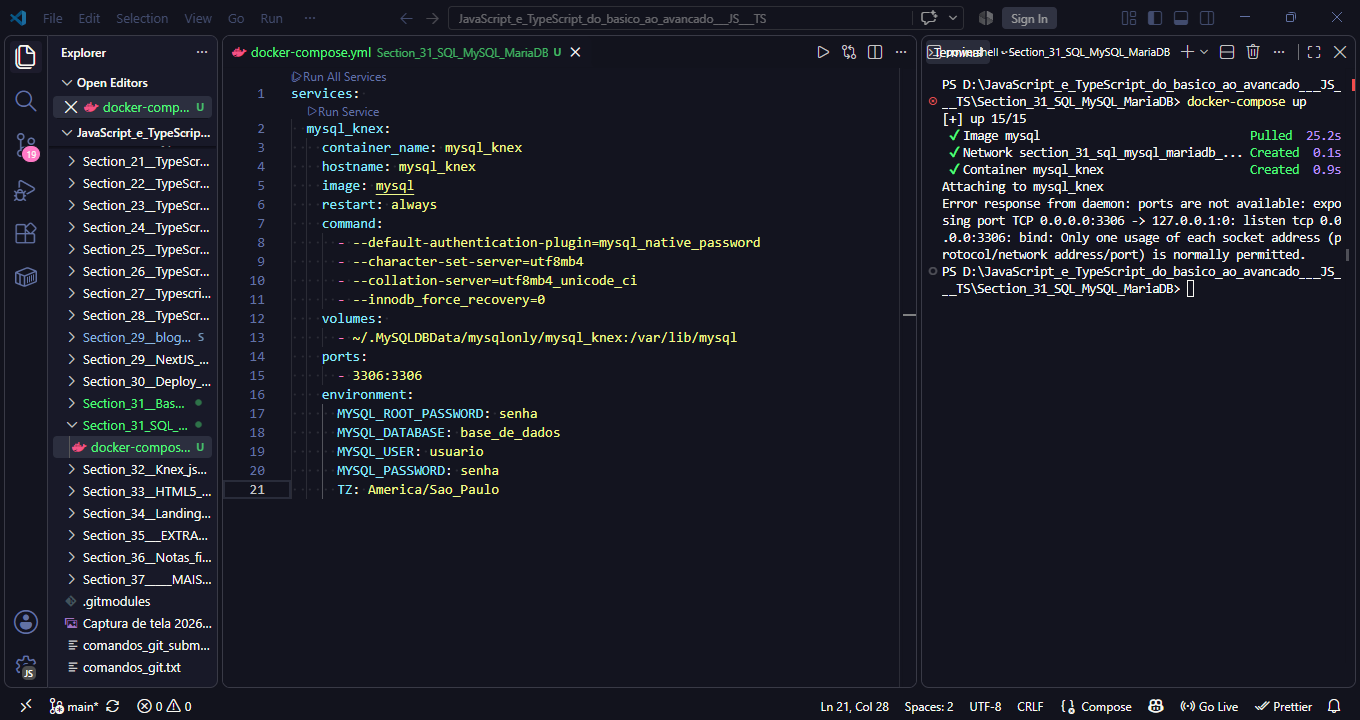 File Edit Selection View Go Run ···
JavaScript_e_TypeScript_do_basico_ao_avancado___JS___TS
Sign In
Explorer
Open Editors
docker-comp... U
JavaScript_e_TypeScrip...
Section_21__TypeScr...
Section_22__TypeScr...
Section_23__TypeScr...
Section_24__TypeScr...
Section_25__TypeScr...
Section_26__TypeScr...
Section_27__Typescri...
Section_28__TypeScr...
Section_29__blog... S
Section_29__NextJS_...
Section_30__Deploy_...
Section_31__Bas...
Section_31_SQL_...
docker-compos... U
Section_32__Knex_js...
Section_33__HTML5_...
Section_34__Landing...
Section_35___EXTRA...
Section_36__Notas_fi...
Section_37_____MAIS...
.gitmodules
Captura de tela 2026...
comandos_git_subm...
comandos_git.txt
19
JS
docker-compose.yml Section_31_SQL_MySQL_MariaDB U
Run All Services
1 services:
Run Service
2 mysql_knex:
3 container_name: mysql_knex
4 hostname: mysql_knex
5 image: mysql
6 restart: always
7 command:
8 - --default-authentication-plugin=mysql_native_password
9 - --character-set-server=utf8mb4
10 - --collation-server=utf8mb4_unicode_ci
11 - --innodb_force_recovery=0
12 volumes:
13 - ~/.MySQLDBData/mysqlonly/mysql_knex:/var/lib/mysql
14 ports:
15 - 3306:3306
16 environment:
17 MYSQL_ROOT_PASSWORD: senha
18 MYSQL_DATABASE: base_de_dados
19 MYSQL_USER: usuario
20 MYSQL_PASSWORD: senha
21 TZ: America/Sao_Paulo
Section_31_SQL_MySQL_MariaDB
PS D:\JavaScript_e_TypeScript_do_basico_ao_avancado___JS_
__TS\Section_31_SQL_MySQL_MariaDB> docker-compose up
[+] up 15/15
✔Image mysql Pulled 25.2s
✔Network section_31_sql_mysql_mariadb_... Created 0.1s
✔Container mysql_knex Created 0.9s
Attaching to mysql_knex
Error response from daemon: ports are not available: expo
sing port TCP 0.0.0.0:3306 -> 127.0.0.1:0: listen tcp 0.0
.0.0:3306: bind: Only one usage of each socket address (p
rotocol/network address/port) is normally permitted.
PS D:\JavaScript_e_TypeScript_do_basico_ao_avancado___JS_
__TS\Section_31_SQL_MySQL_MariaDB>
main* 0 0
Ln 21, Col 28 Spaces: 2 UTF-8 CRLF Compose Go Live Prettier